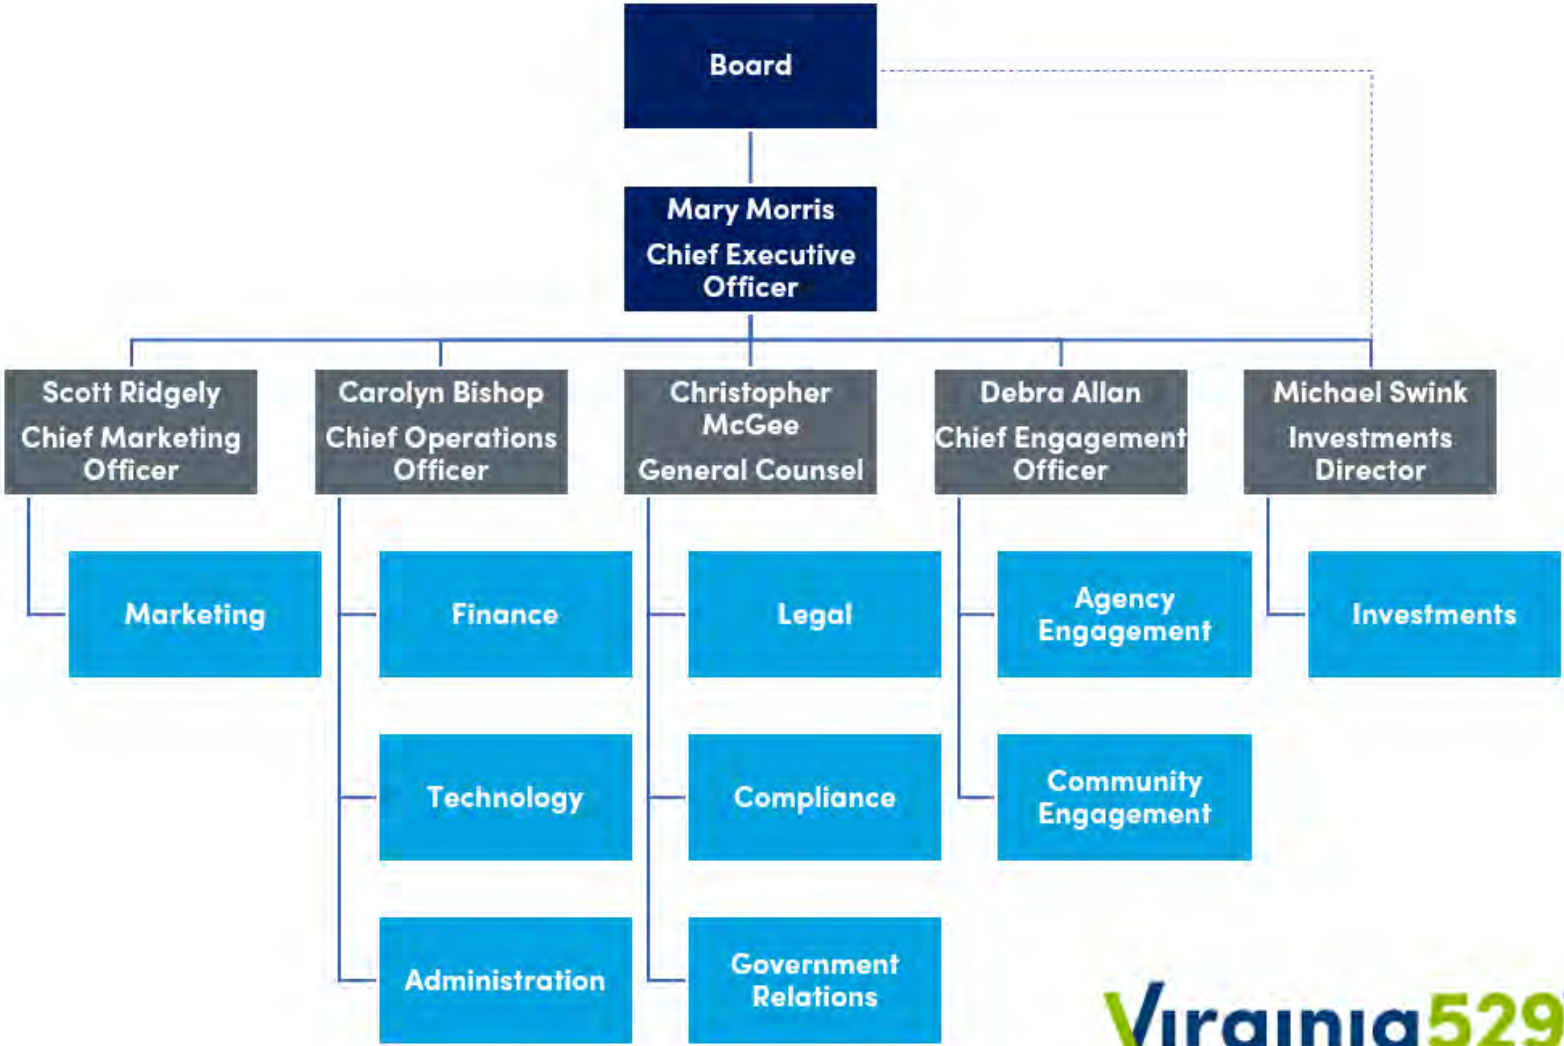 Board
Mary Morris
Chief Executive
Officer
Scott Ridgely
Chief Marketing
Officer
Carolyn Bishop
Chief Operations
Officer
Christopher
McGee
General Counsel
Debra Allan
Chief Engagement
Officer
Michael Swink
Investments
Director
Marketing
Finance
Legal
Agency
Engagement
Investments
Technology
Compliance
Community
Engagement
Administration
Government
Relations
Virginia529